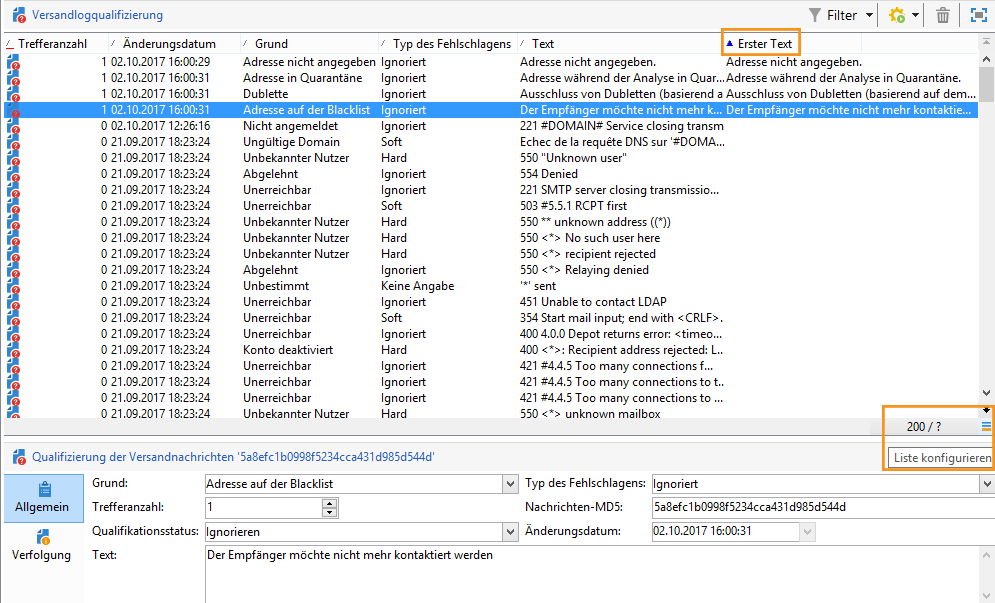 Versandlogqualifizierung
Filter
Trefferanzahl Änderungsdatum Grund Typ des Fehlschlagens Text Erster Text
1 02.10.2017 16:00:29 Adresse nicht angegeben Ignoriert Adresse nicht angegeben. Adresse nicht angegeben.
1 02.10.2017 16:00:31 Adresse in Quarantäne Ignoriert Adresse während der Analyse in Quar... Adresse während der Analyse in Quarantäne.
1 02.10.2017 16:00:31 Dublette Ignoriert Ausschluss von Dubletten (basierend a Ausschluss von Dubletten (basierend auf dem...
1 02.10.2017 16:00:31 Adresse auf der Blacklist Ignoriert Der Empfänger möchte nicht mehr k... Der Empfänger möchte nicht mehr kontaktie...
0 02.10.2017 12:26:16 Nicht angemeldet Ignoriert 221 #DOMAIN# Service closing transm
0 21.09.2017 18:23:24 Ungültige Domain Soft Echec de la requête DNS sur '#DOMA...
0 21.09.2017 18:23:24 Unbekannter Nutzer Hard 550 "Unknown user"
0 21.09.2017 18:23:24 Abgelehnt Ignoriert 554 Denied
0 21.09.2017 18:23:24 Unerreichbar Ignoriert 221 SMTP server closing transmissio...
0 21.09.2017 18:23:24 Unerreichbar Soft 503 #5.5.1 RCPT first
0 21.09.2017 18:23:24 Unbekannter Nutzer Hard 550 ** unknown address ((*))
0 21.09.2017 18:23:24 Unbekannter Nutzer Hard 550 <*> No such user here
0 21.09.2017 18:23:24 Unbekannter Nutzer Hard 550 <*> recipient rejected
0 21.09.2017 18:23:24 Abgelehnt Ignoriert 550 <*> Relaying denied
0 21.09.2017 18:23:24 Unbestimmt Keine Angabe '*' sent
0 21.09.2017 18:23:24 Unerreichbar Ignoriert 451 Unable to contact LDAP
0 21.09.2017 18:23:24 Unerreichbar Soft 354 Start mail input; end with <CRLF>.
0 21.09.2017 18:23:24 Unerreichbar Ignoriert 400 4.0.0 Depot returns error: <timeo...
0 21.09.2017 18:23:24 Konto deaktiviert Hard 400 <*>: Recipient address rejected: L...
0 21.09.2017 18:23:24 Unerreichbar Ignoriert 421 #4.4.5 Too many connections f...
0 21.09.2017 18:23:24 Unerreichbar Ignoriert 421 #4.4.5 Too many connections to t..
0 21.09.2017 18:23:24 Unerreichbar Ignoriert 421 #4.4.5 Too many connections to ...
0 21.09.2017 18:23:24 Unbekannter Nutzer Hard 550 <*> unknown mailbox
200 / ?
Liste konfigurieren
Qualifizierung der Versandnachrichten '5a8efc1b0998f5234cca431d985d544d'
Allgemein
Verfolgung
Grund: Adresse auf der Blacklist Typ des Fehlschlagens: Ignoriert
Trefferanzahl: 1 Nachrichten-MD5: 5a8efc1b0998f5234cca431d985d544d
Qualifikationsstatus: Ignorieren Änderungsdatum: 02.10.2017 16:00:31
Text: Der Empfänger möchte nicht mehr kontaktiert werden